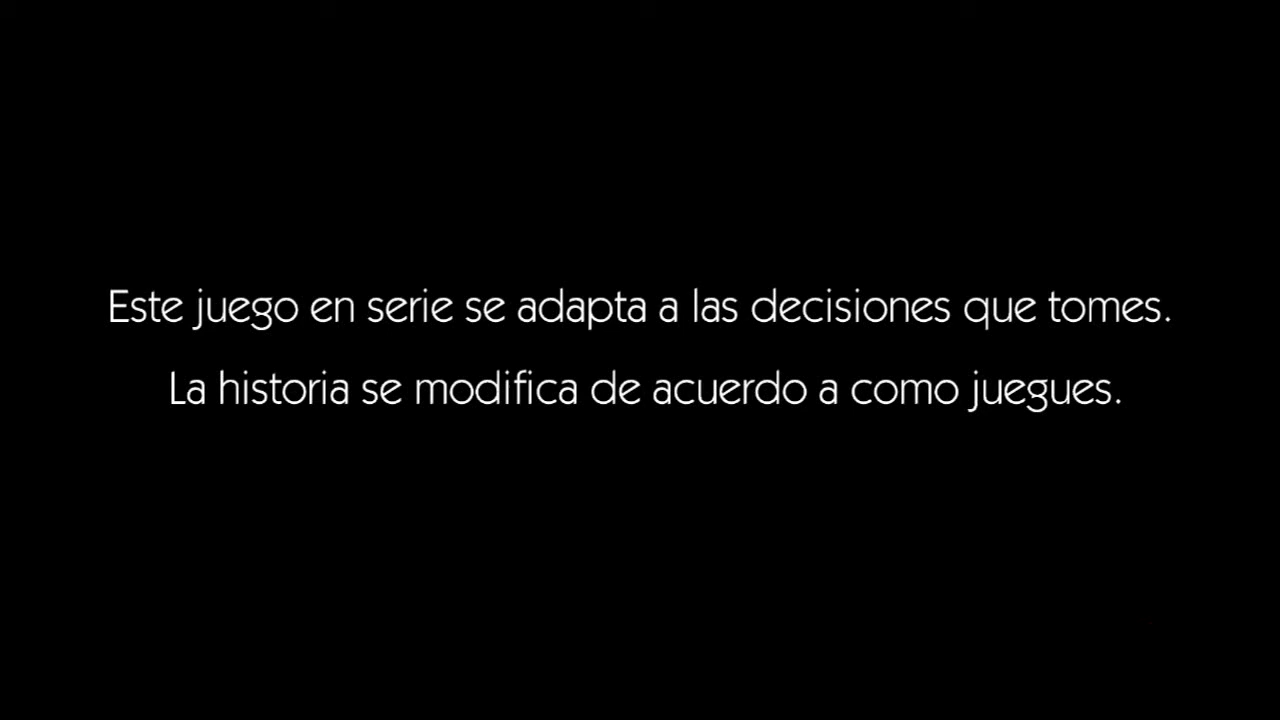 Este juego en serie se adapta a las decisiones que tomes.
La historia se modifica de acuerdo a como juegues.